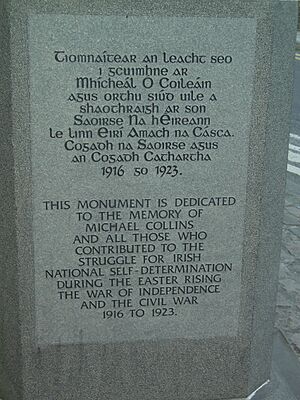 Tiomnaítear an leacht seo
i gcuimhne ar
Mhícheál O Coileáin
agus orthu siúd uile a
shaothraigh ar son
Saoirse Na hÉireann
le linn Eirí Amach na Cásca.
Cogadh na Saoirse agus
an Cogadh Cathartha
1916 go 1923.
THIS MONUMENT IS DEDICATED
TO THE MEMORY OF
MICHAEL COLLINS
AND ALL THOSE WHO
CONTRIBUTED TO THE
STRUGGLE FOR IRISH
NATIONAL SELF-DETERMINATION
DURING THE EASTER RISING
THE WAR OF INDEPENDENCE
AND THE CIVIL WAR
1916 TO 1923.